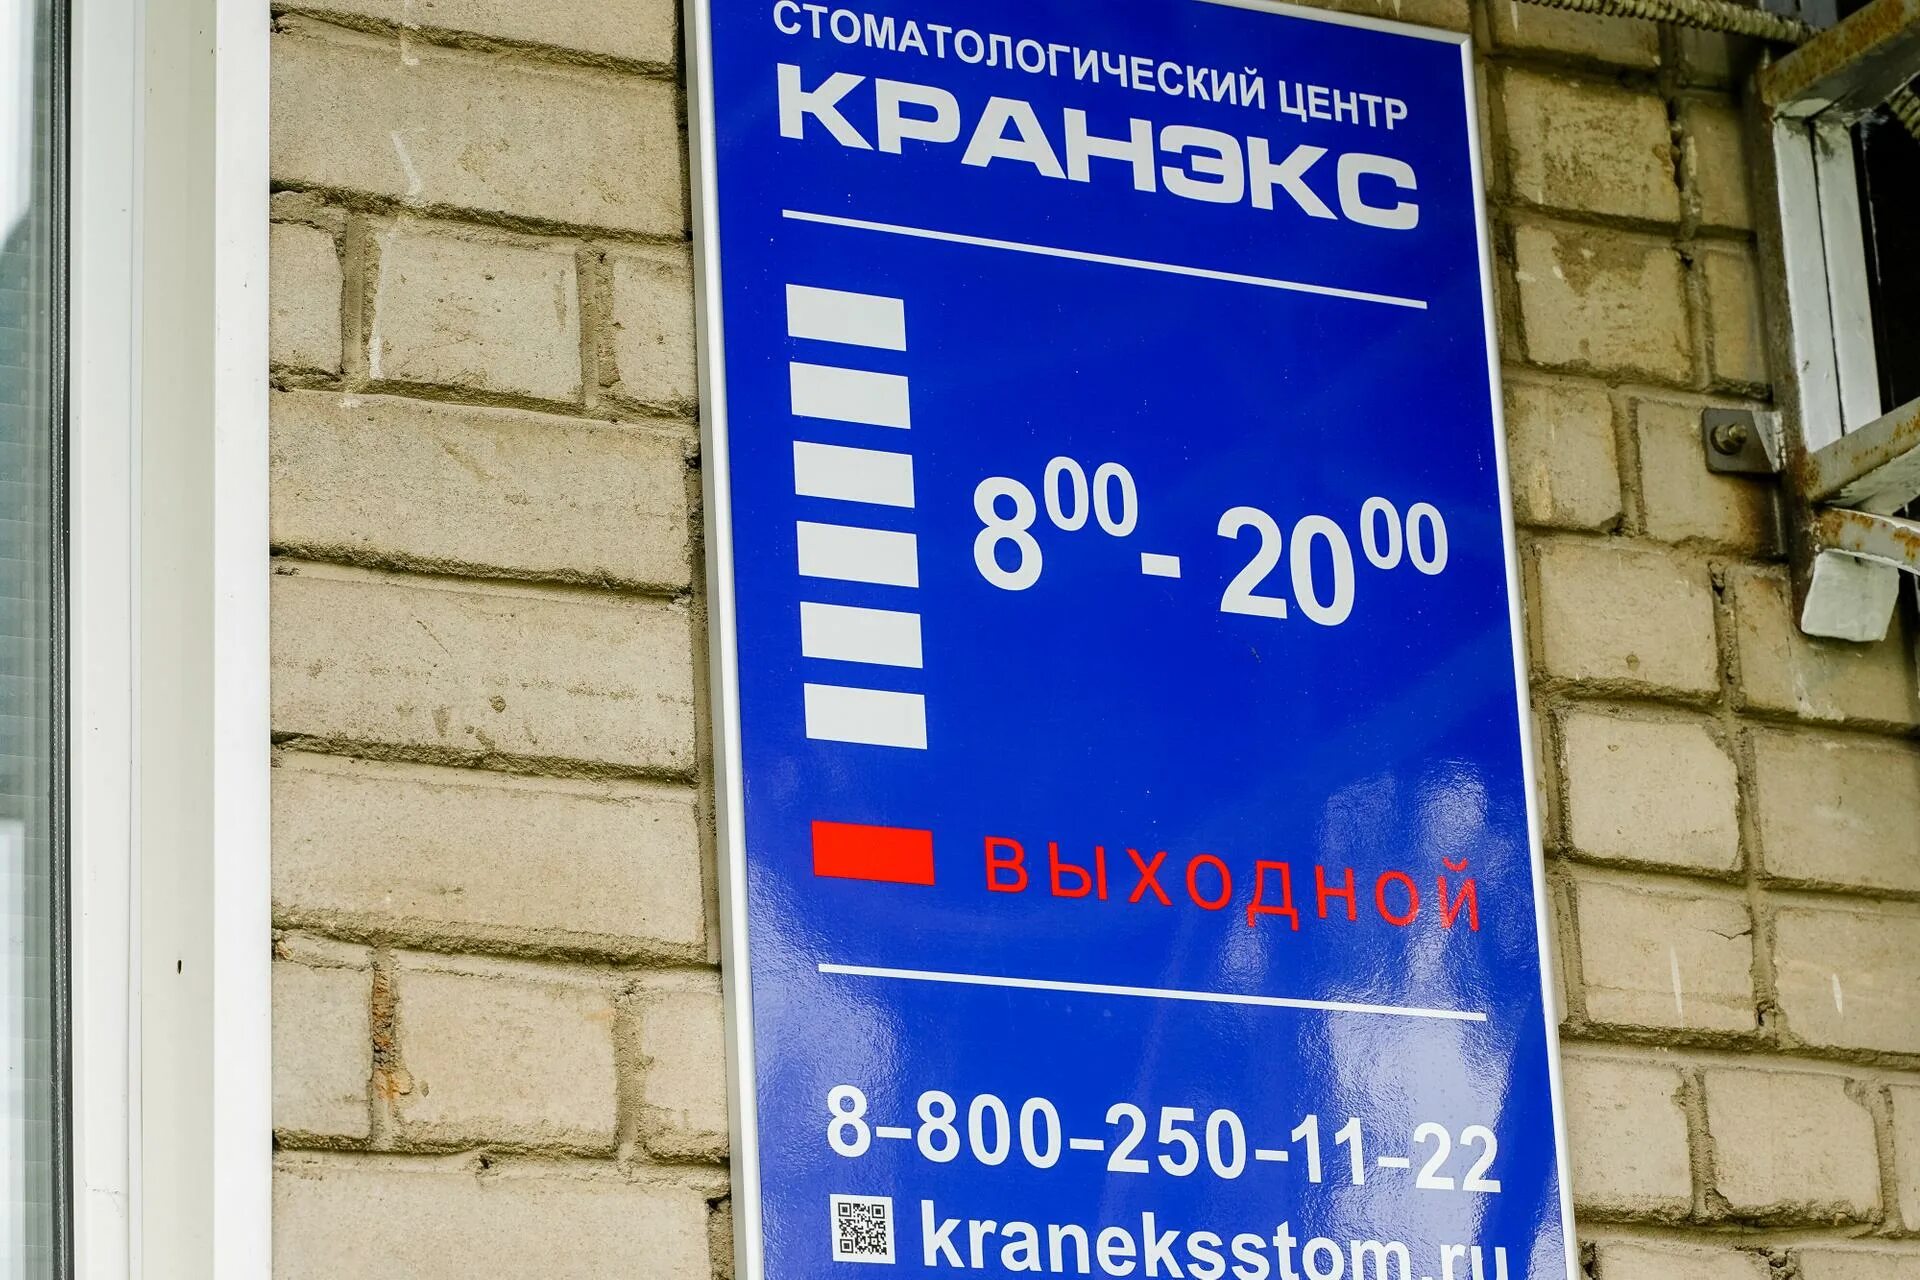 СТОМАТОЛОГИЧЕСКИЙ ЦЕНТР
КРАНЭКС
8⁰⁰ - 20⁰⁰
ВЫХОДНОЙ
8-800-250-11-22
kraneksstom.ru